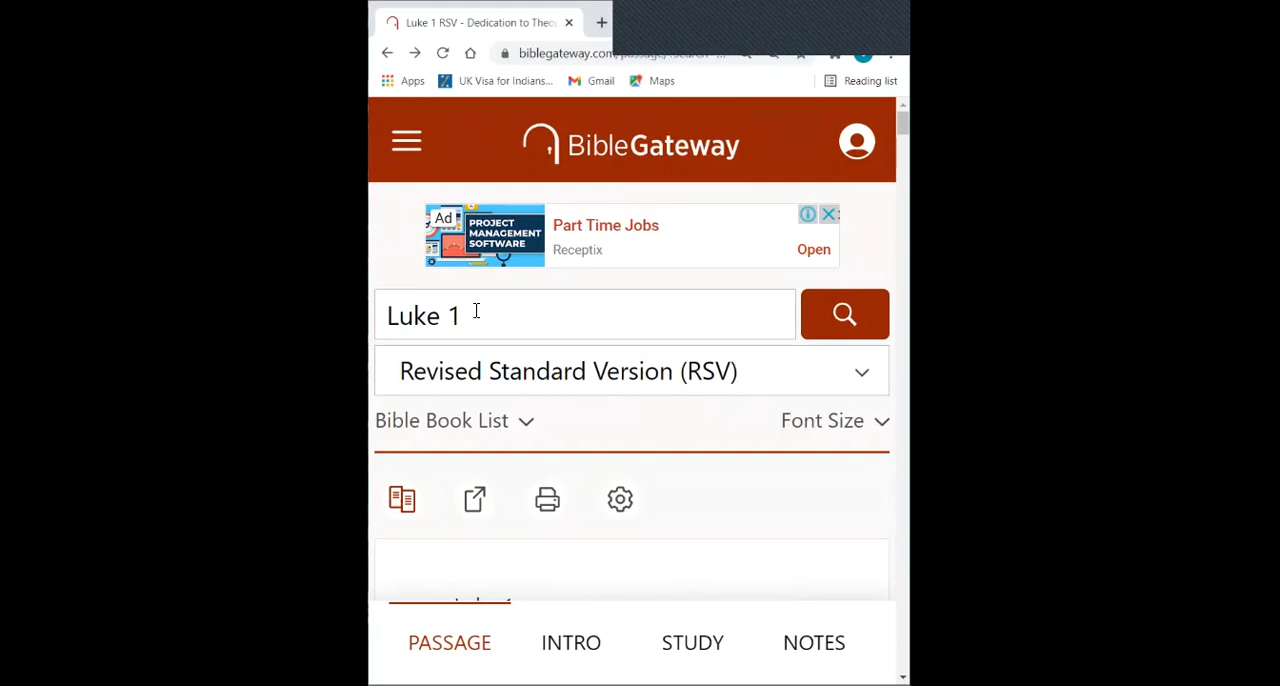 Luke 1 RSV - Dedication to Theo
biblegateway.com/passage/?search
Apps UK Visa for Indians... Gmail Maps Reading list
BibleGateway
Ad PROJECT MANAGEMENT SOFTWARE
Part Time Jobs
Receptix Open
Luke 1
Revised Standard Version (RSV)
Bible Book List Font Size
PASSAGE INTRO STUDY NOTES